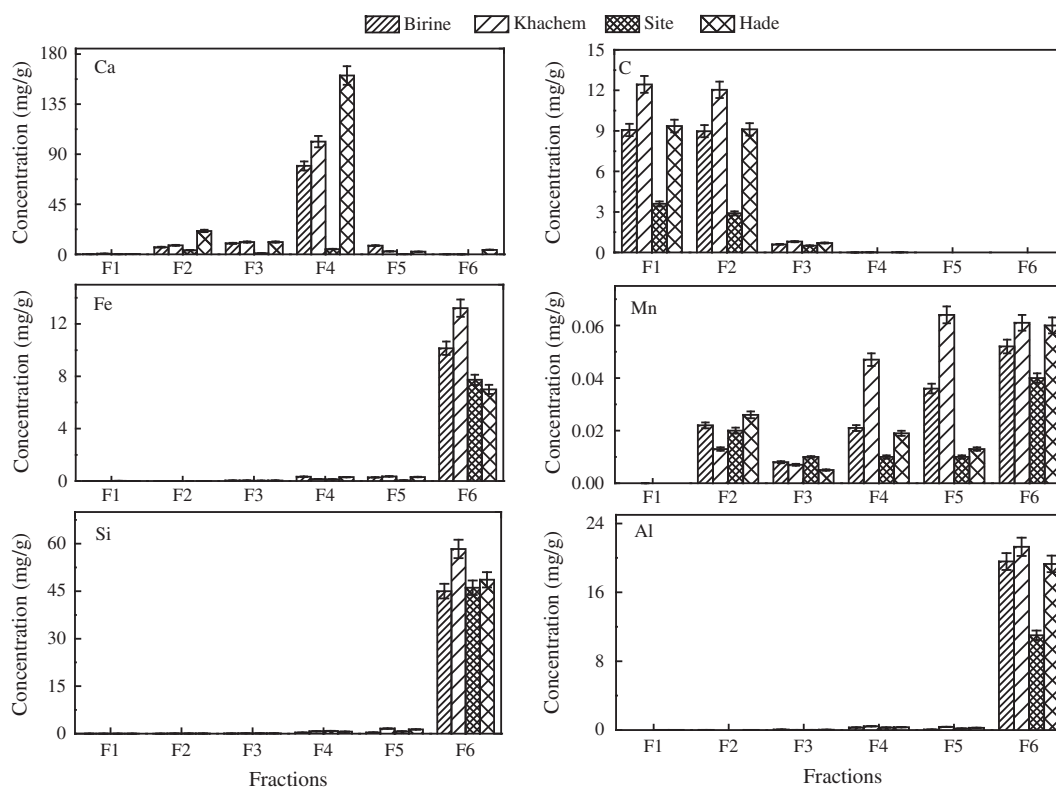 Birine Khachem Site Hade
Ca
Concentration (mg/g)
180
135
90
45
0
F1 F2 F3 F4 F5 F6
C
Concentration (mg/g)
15
12
9
6
3
0
F1 F2 F3 F4 F5 F6
Fe
Concentration (mg/g)
12
8
4
0
F1 F2 F3 F4 F5 F6
Mn
Concentration (mg/g)
0.06
0.04
0.02
0.00
F1 F2 F3 F4 F5 F6
Si
Concentration (mg/g)
60
45
30
15
0
F1 F2 F3 F4 F5 F6
Fractions
Al
Concentration (mg/g)
24
16
8
0
F1 F2 F3 F4 F5 F6
Fractions